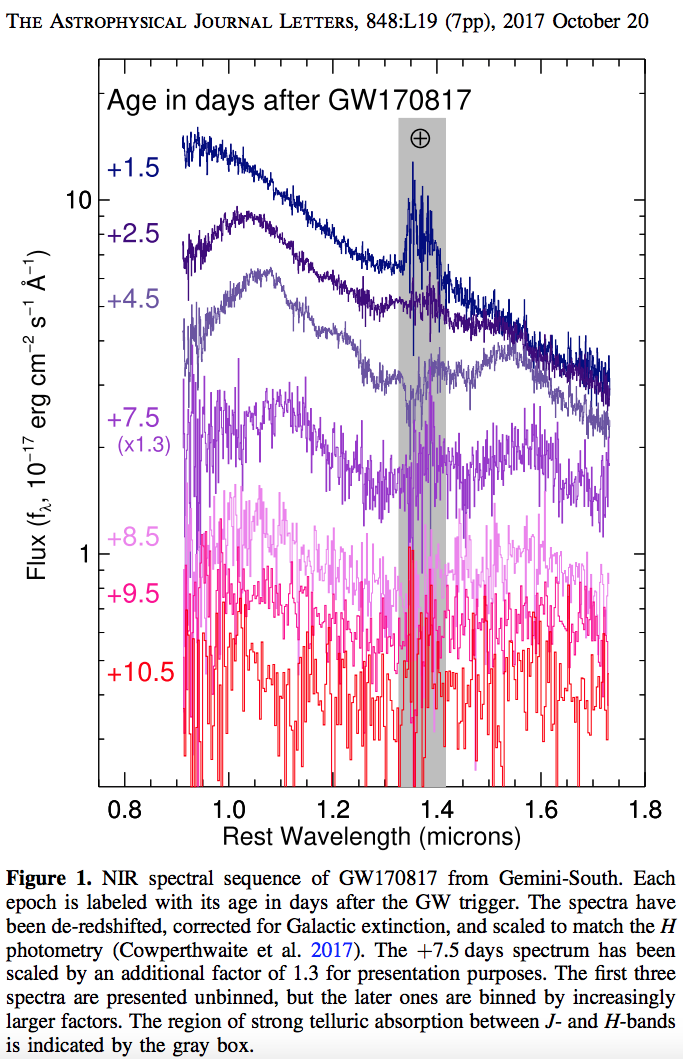 THE ASTROPHYSICAL JOURNAL LETTERS, 848:L19 (7pp), 2017 October 20
Age in days after GW170817
⊕
+1.5
10
+2.5
+4.5
+7.5
(x1.3)
+8.5
1
+9.5
+10.5
Flux (fλ, 10−17 erg cm−2 s−1 Å−1)
0.8 1.0 1.2 1.4 1.6 1.8
Rest Wavelength (microns)
Figure 1. NIR spectral sequence of GW170817 from Gemini-South. Each
epoch is labeled with its age in days after the GW trigger. The spectra have
been de-redshifted, corrected for Galactic extinction, and scaled to match the H
photometry (Cowperthwaite et al. 2017). The +7.5 days spectrum has been
scaled by an additional factor of 1.3 for presentation purposes. The first three
spectra are presented unbinned, but the later ones are binned by increasingly
larger factors. The region of strong telluric absorption between J- and H-bands
is indicated by the gray box.